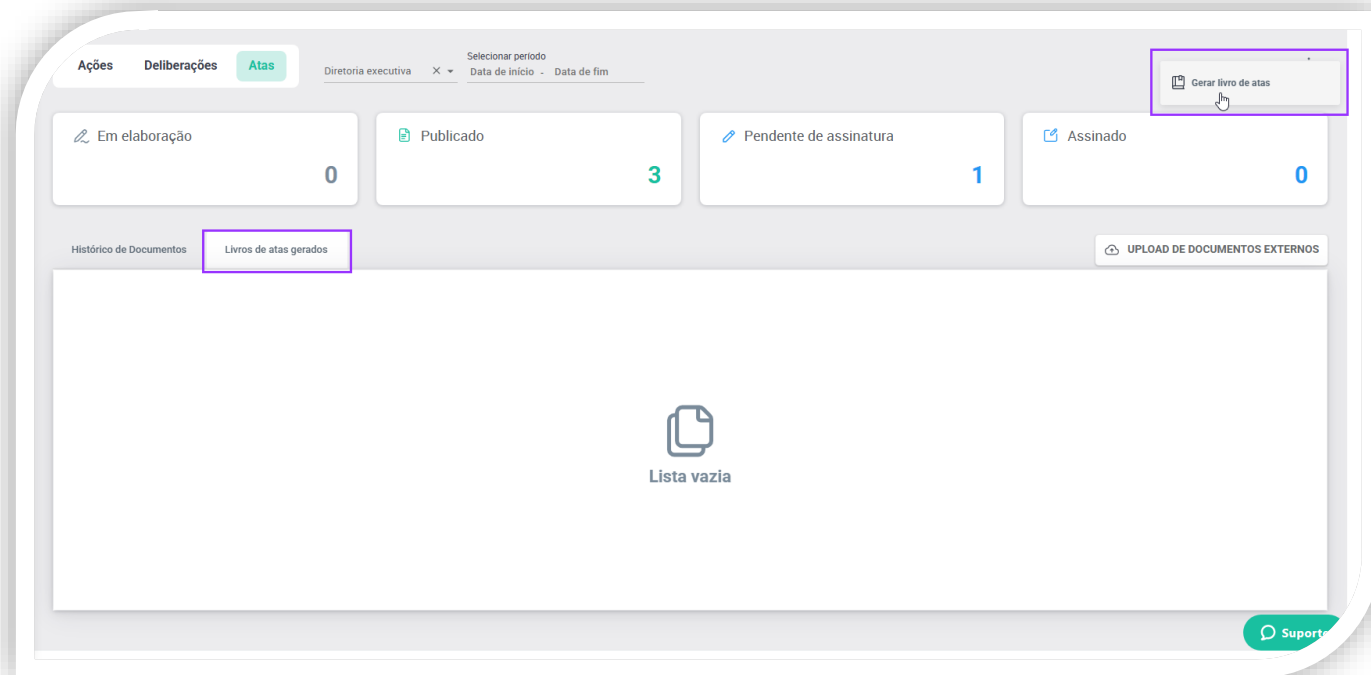 Ações Deliberações Atas
Selecionar período
Diretoria executiva Data de início - Data de fim
Gerar livro de atas
Em elaboração
0
Publicado
3
Pendente de assinatura
1
Assinado
0
Histórico de Documentos Livros de atas gerados UPLOAD DE DOCUMENTOS EXTERNOS
Lista vazia
Suporte